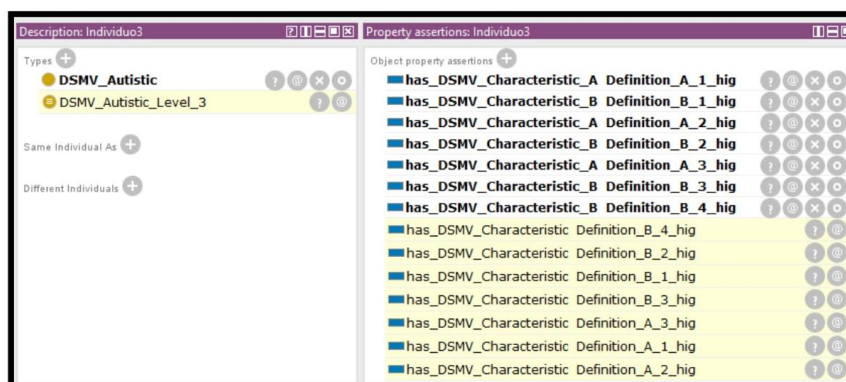 Description: Individuo3
Types
DSMV_Autistic
DSMV_Autistic_Level_3
Same Individual As
Different Individuals
Property assertions: Individuo3
Object property assertions
has_DSMV_Characteristic_A Definition_A_1_hig
has_DSMV_Characteristic_B Definition_B_1_hig
has_DSMV_Characteristic_A Definition_A_2_hig
has_DSMV_Characteristic_B Definition_B_2_hig
has_DSMV_Characteristic_A Definition_A_3_hig
has_DSMV_Characteristic_B Definition_B_3_hig
has_DSMV_Characteristic_B Definition_B_4_hig
has_DSMV_Characteristic Definition_B_4_hig
has_DSMV_Characteristic Definition_B_2_hig
has_DSMV_Characteristic Definition_B_1_hig
has_DSMV_Characteristic Definition_B_3_hig
has_DSMV_Characteristic Definition_A_3_hig
has_DSMV_Characteristic Definition_A_1_hig
has_DSMV_Characteristic Definition_A_2_hig